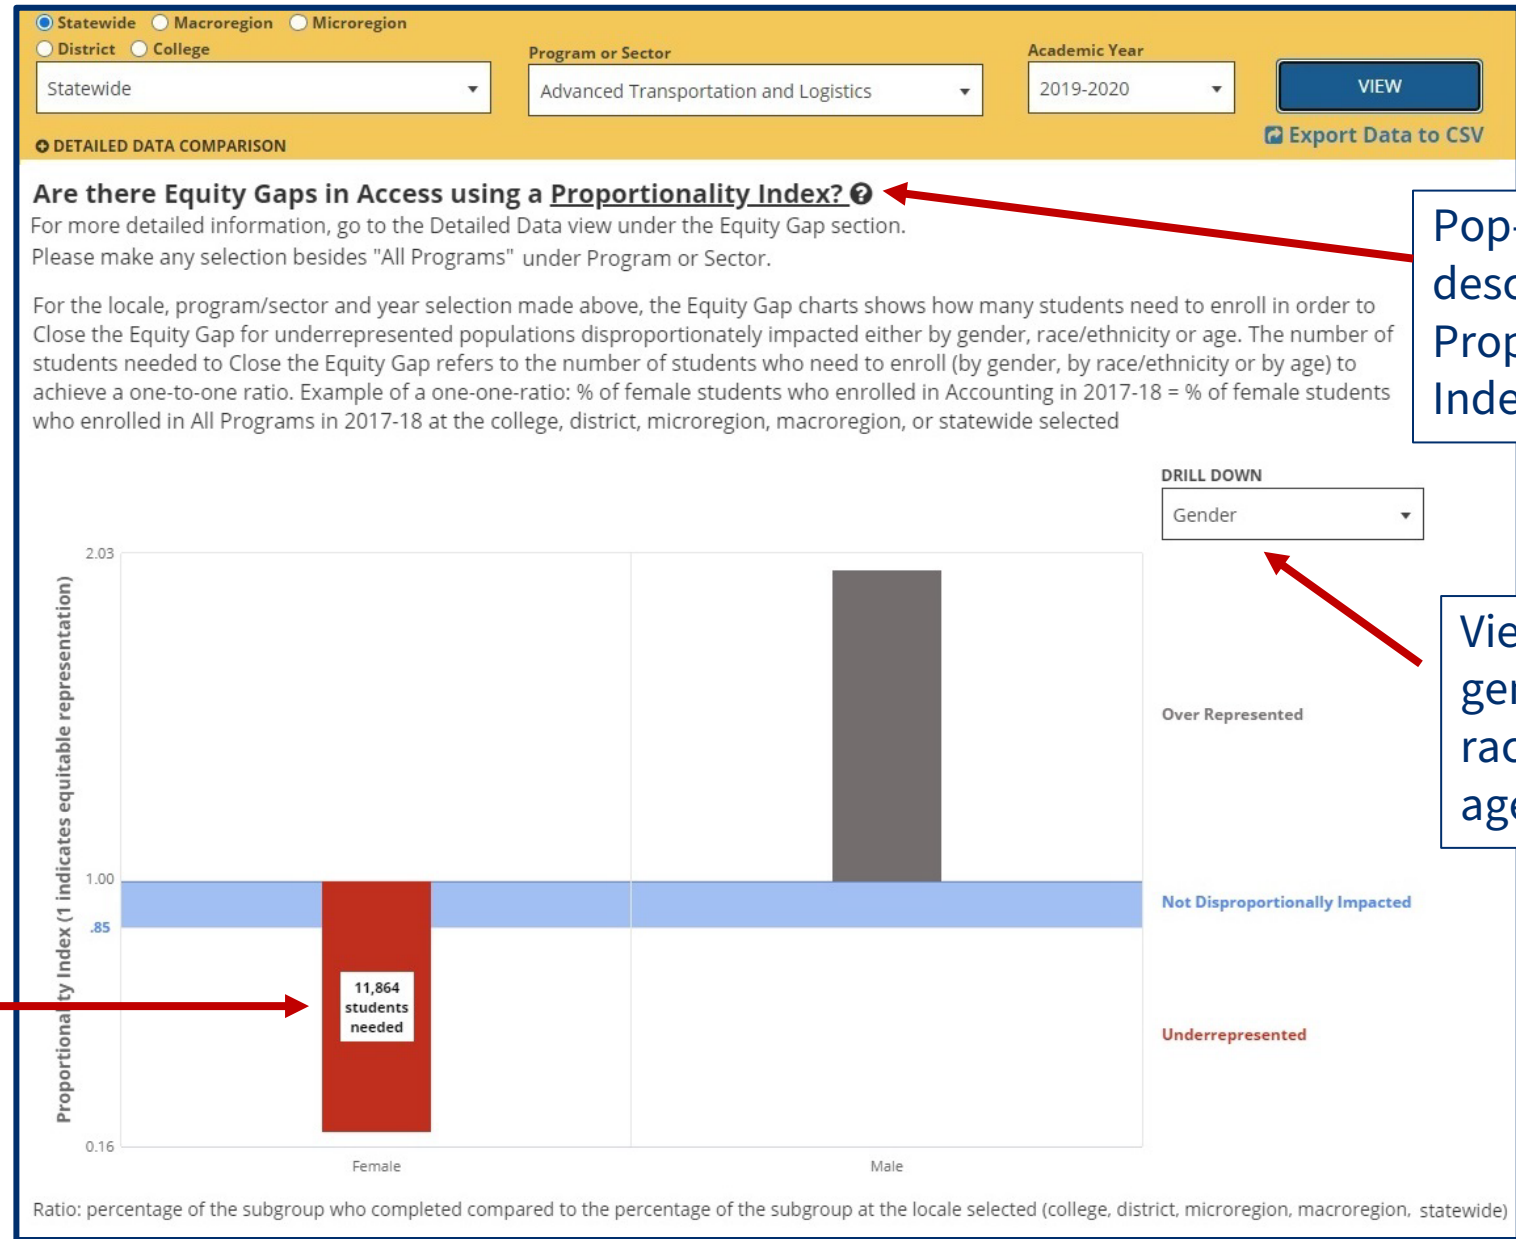 Statewide Macroregion Microregion
District College
Program or Sector
Academic Year
Statewide
Advanced Transportation and Logistics
2019-2020
VIEW
DETAILED DATA COMPARISON
Export Data to CSV
Are there Equity Gaps in Access using a Proportionality Index?
For more detailed information, go to the Detailed Data view under the Equity Gap section.
Please make any selection besides "All Programs" under Program or Sector.
For the locale, program/sector and year selection made above, the Equity Gap charts shows how many students need to enroll in order to
Close the Equity Gap for underrepresented populations disproportionately impacted either by gender, race/ethnicity or age. The number of
students needed to Close the Equity Gap refers to the number of students who need to enroll (by gender, by race/ethnicity or by age) to
achieve a one-to-one ratio. Example of a one-one-ratio: % of female students who enrolled in Accounting in 2017-18 = % of female students
who enrolled in All Programs in 2017-18 at the college, district, microregion, macroregion, or statewide selected
DRILL DOWN
Gender
Proportionality Index (1 indicates equitable representation)
2.03
1.00
.85
0.16
11,864
students
needed
Female
Male
Over Represented
Not Disproportionally Impacted
Underrepresented
Ratio: percentage of the subgroup who completed compared to the percentage of the subgroup at the locale selected (college, district, microregion, macroregion, statewide)